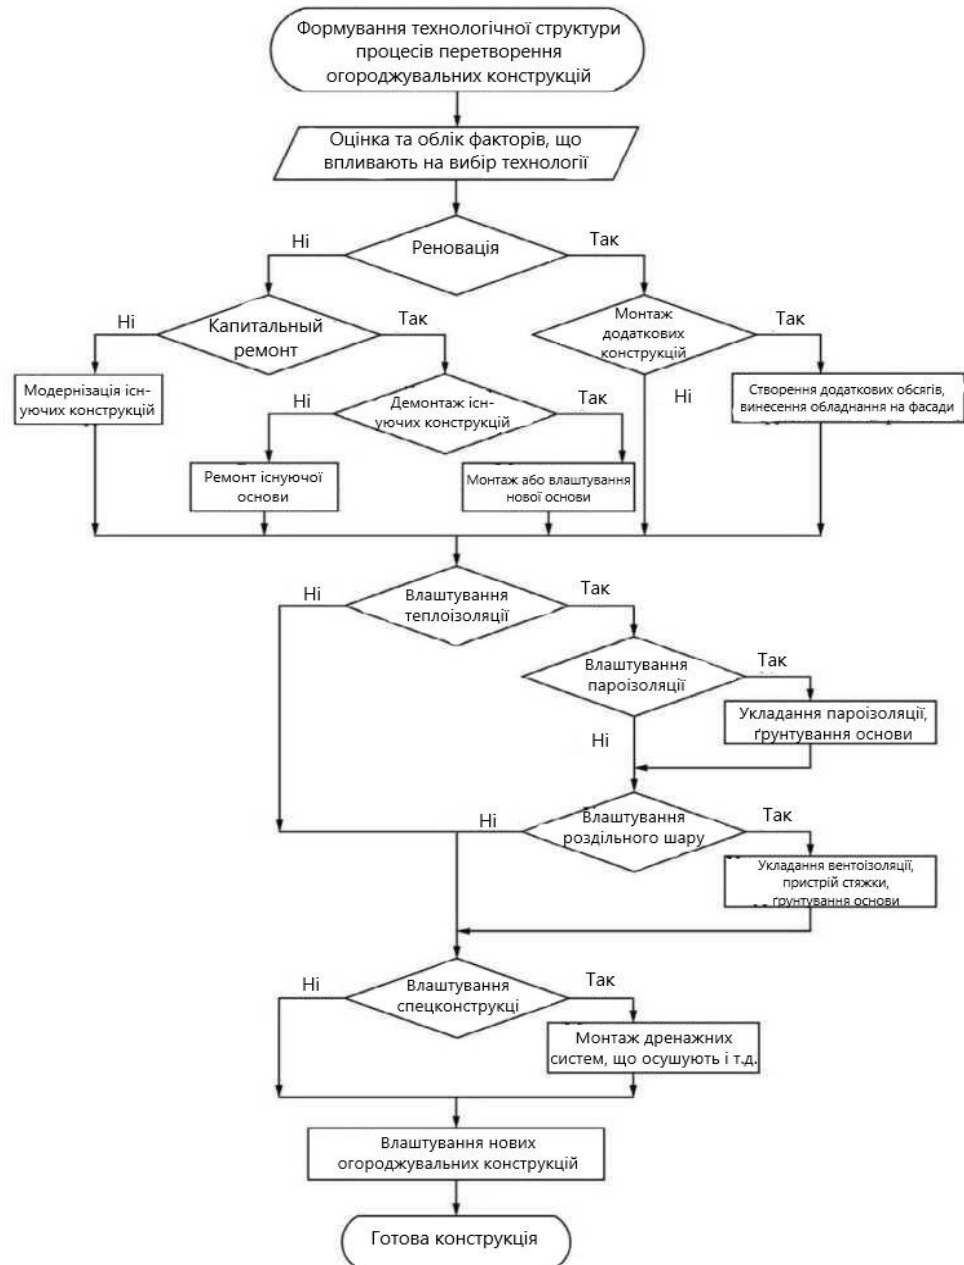 Формування технологічної структури
процесів перетворення
огороджувальних конструкцій
Оцінка та облік факторів, що
впливають на вибір технології
Ні
Реновація
Так
Ні
Капитальный
ремонт
Так
Монтаж
додаткових
конструкцій
Так
Модернізація існ-
уючих конструкцій
Ні
Демонтаж існ-
уючих конструкцій
Так
Ні
Створення додаткових обсягів,
винесення обладнання на фасади
Ремонт існуючої
основи
Монтаж або влаштування
нової основи
Ні
Влаштування
теплоізоляції
Так
Влаштування
пароізоляції
Так
Ні
Укладання пароізоляції,
ґрунтування основи
Ні
Влаштування
роздільного шару
Так
Укладання вентоізоляції,
пристрій стяжки,
ґрунтування основи
Ні
Влаштування
спецконструкці
Так
Монтаж дренажних
систем, що осушують і т.д.
Влаштування нових
огороджувальних конструкцій
Готова конструкція